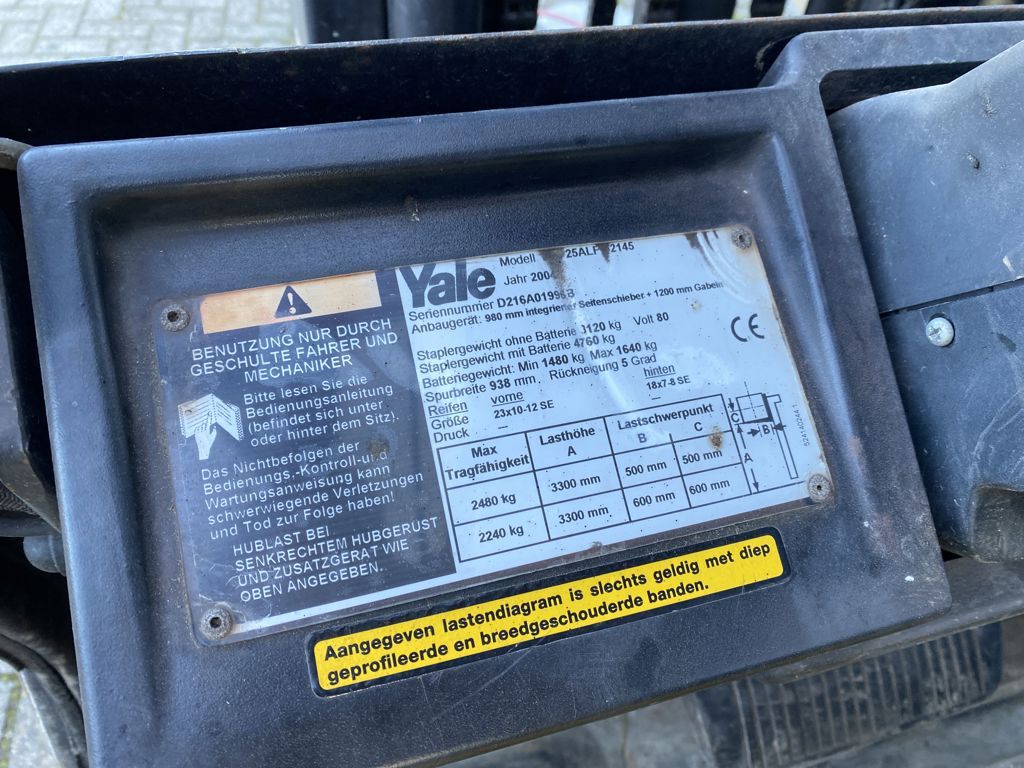 BENUTZUNG NUR DURCH
GESCHULTE FAHRER UND
MECHANIKER
Bitte lesen Sie die
Bedienungsanleitung
(befindet sich unter
oder hinter dem Sitz).
Das Nichtbefolgen der
Bedienungs,-Kontroll-und
Wartungsanweisung kann
schwerwiegende Verletzungen
und Tod zur Folge haben!
HUBLAST BEI
SENKRECHTEM HUBGERÜST
UND ZUSATZGERÄT WIE
OBEN ANGEGEBEN.
Yale
Modell
Jahr 2004
Seriennummer
Anbaugerät: 980 mm integrierter Seitenschieber + 1200 mm Gabeln
Staplergewicht ohne Batterie 3120 kg Volt 80
Staplergewicht mit Batterie 4760 kg
Batteriegewicht: Min 1480 kg Max 1640 kg
Spurbreite 938 mm, Rückneigung 5 Grad
Reifen vorne hinten
Größe 23x10-12 SE 18x7-8 SE
Druck – –
CE
Max Tragfähigkeit Lasthöhe A Lastschwerpunkt B C
2480 kg 3300 mm 500 mm 500 mm
2240 kg 3300 mm 600 mm 600 mm
C
B
A
524140244.1
Aangegeven lastendiagram is slechts geldig met diep
geprofileerde en breedgeschouderde banden.